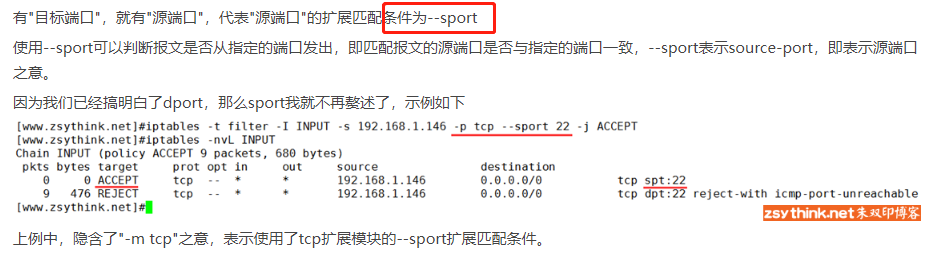 有"目标端口"，就有"源端口"，代表"源端口"的扩展匹配条件为--sport
使用--sport可以判断报文是否从指定的端口发出，即匹配报文的源端口是否与指定的端口一致，--sport表示source-port，即表示源端口
之意。
因为我们已经搞明白了dport，那么sport我就不再赘述了，示例如下
[www.zsythink.net]#iptables -t filter -I INPUT -s 192.168.1.146 -p tcp --sport 22 -j ACCEPT
[www.zsythink.net]#iptables -nvL INPUT
Chain INPUT (policy ACCEPT 9 packets, 680 bytes)
pkts bytes target prot opt in out source destination
0 0 ACCEPT tcp -- * * 192.168.1.146 0.0.0.0/0 tcp spt:22
9 476 REJECT tcp -- * * 192.168.1.146 0.0.0.0/0 tcp dpt:22 reject-with icmp-port-unreachable
[www.zsythink.net]#
zsythink.net朱双印博客
上例中，隐含了"-m tcp"之意，表示使用了tcp扩展模块的--sport扩展匹配条件。